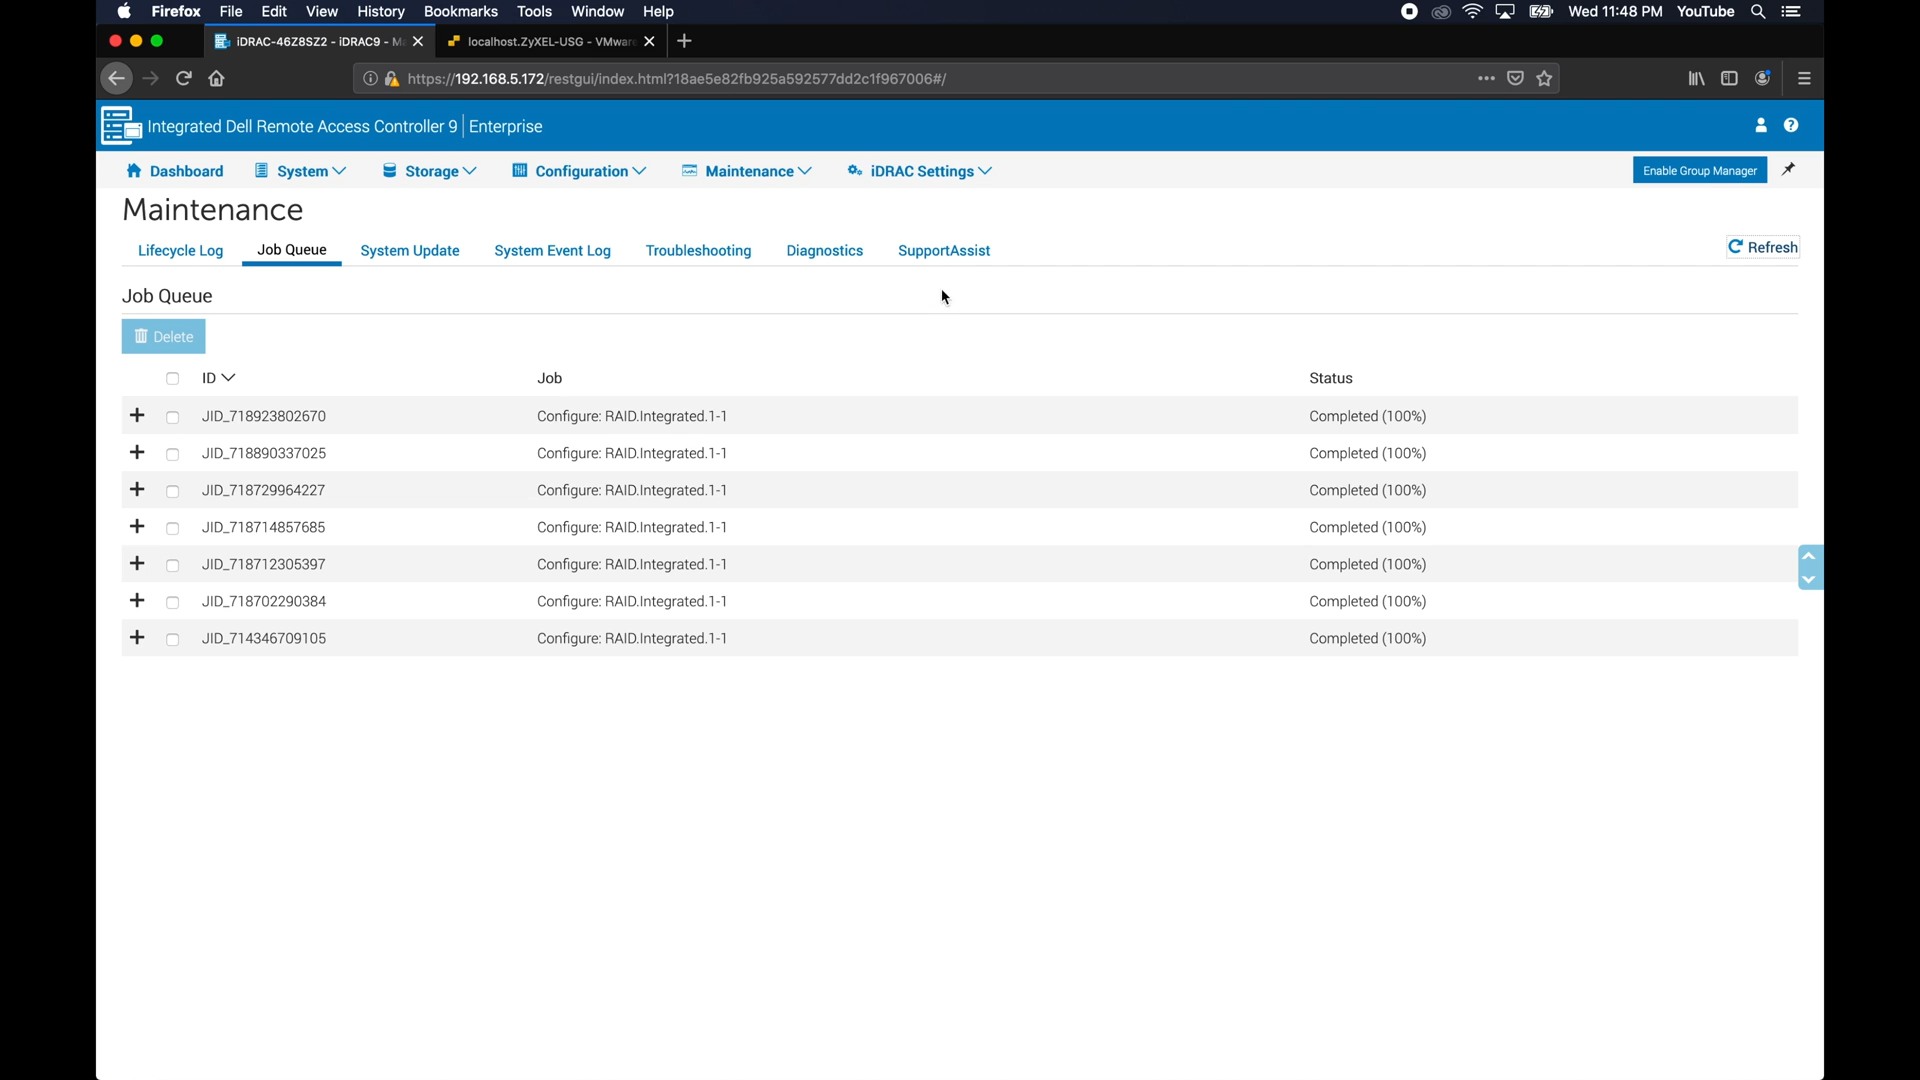 Firefox File Edit View History Bookmarks Tools Window Help Wed 11:48 PM YouTube
iDRAC-46Z8SZ2 - iDRAC9 - localhost.ZyXEL-USG - VMware
https://192.168.5.172/restgui/index.html?18ae5e82fb925a592577dd2c1f967006#/
Integrated Dell Remote Access Controller 9 | Enterprise
Dashboard System Storage Configuration Maintenance iDRAC Settings Enable Group Manager
Maintenance
Lifecycle Log Job Queue System Update System Event Log Troubleshooting Diagnostics SupportAssist Refresh
Job Queue
Delete
ID Job Status
JID_718923802670 Configure: RAID.Integrated.1-1 Completed (100%)
JID_718890337025 Configure: RAID.Integrated.1-1 Completed (100%)
JID_718729964227 Configure: RAID.Integrated.1-1 Completed (100%)
JID_718714857685 Configure: RAID.Integrated.1-1 Completed (100%)
JID_718712305397 Configure: RAID.Integrated.1-1 Completed (100%)
JID_718702290384 Configure: RAID.Integrated.1-1 Completed (100%)
JID_714346709105 Configure: RAID.Integrated.1-1 Completed (100%)